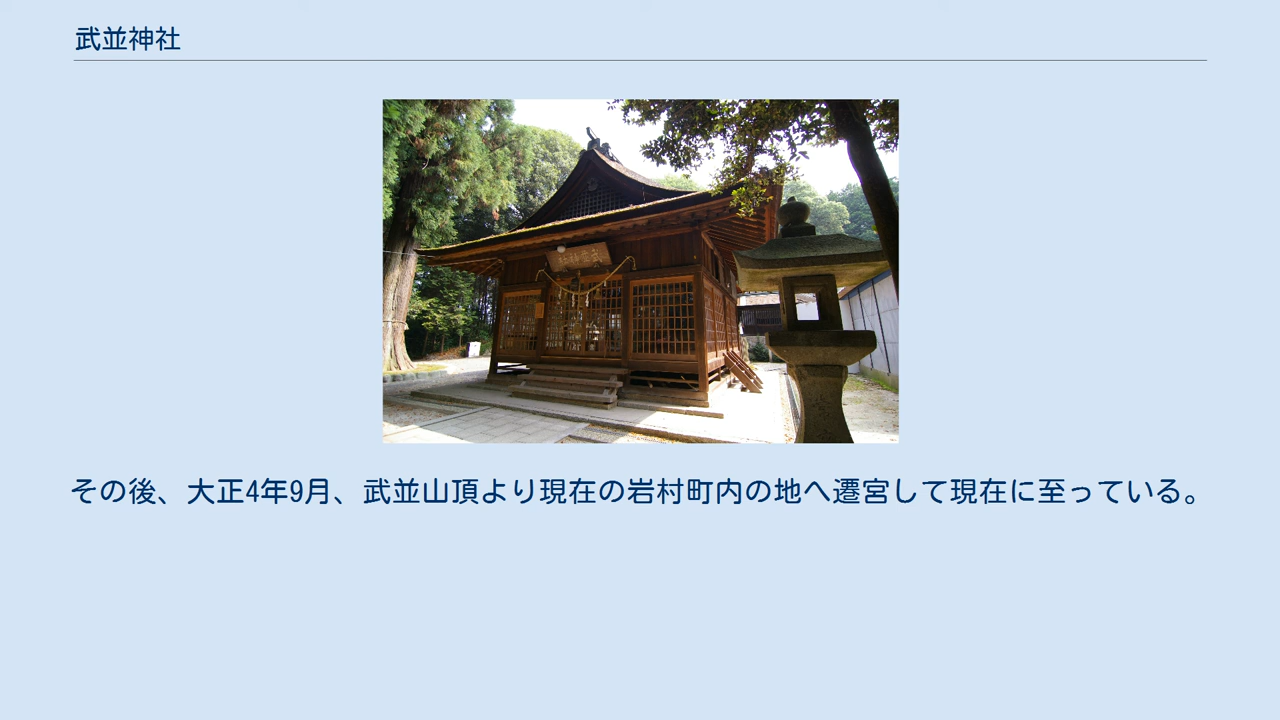 武並神社
その後、大正4年9月、武並山頂より現在の岩村町内の地へ遷宮して現在に至っている。